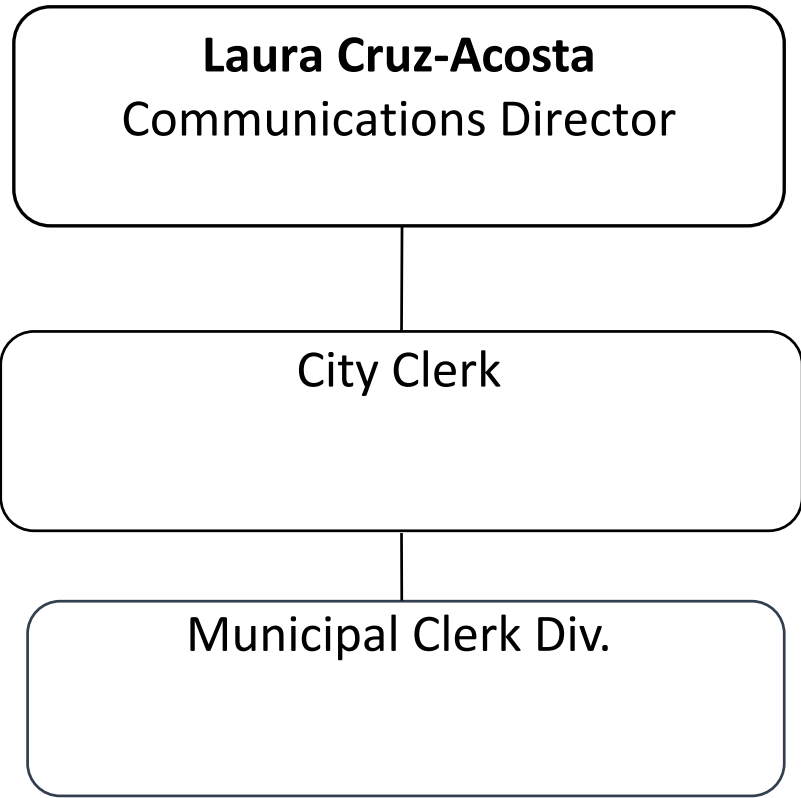 Laura Cruz-Acosta
Communications Director
City Clerk
Municipal Clerk Div.